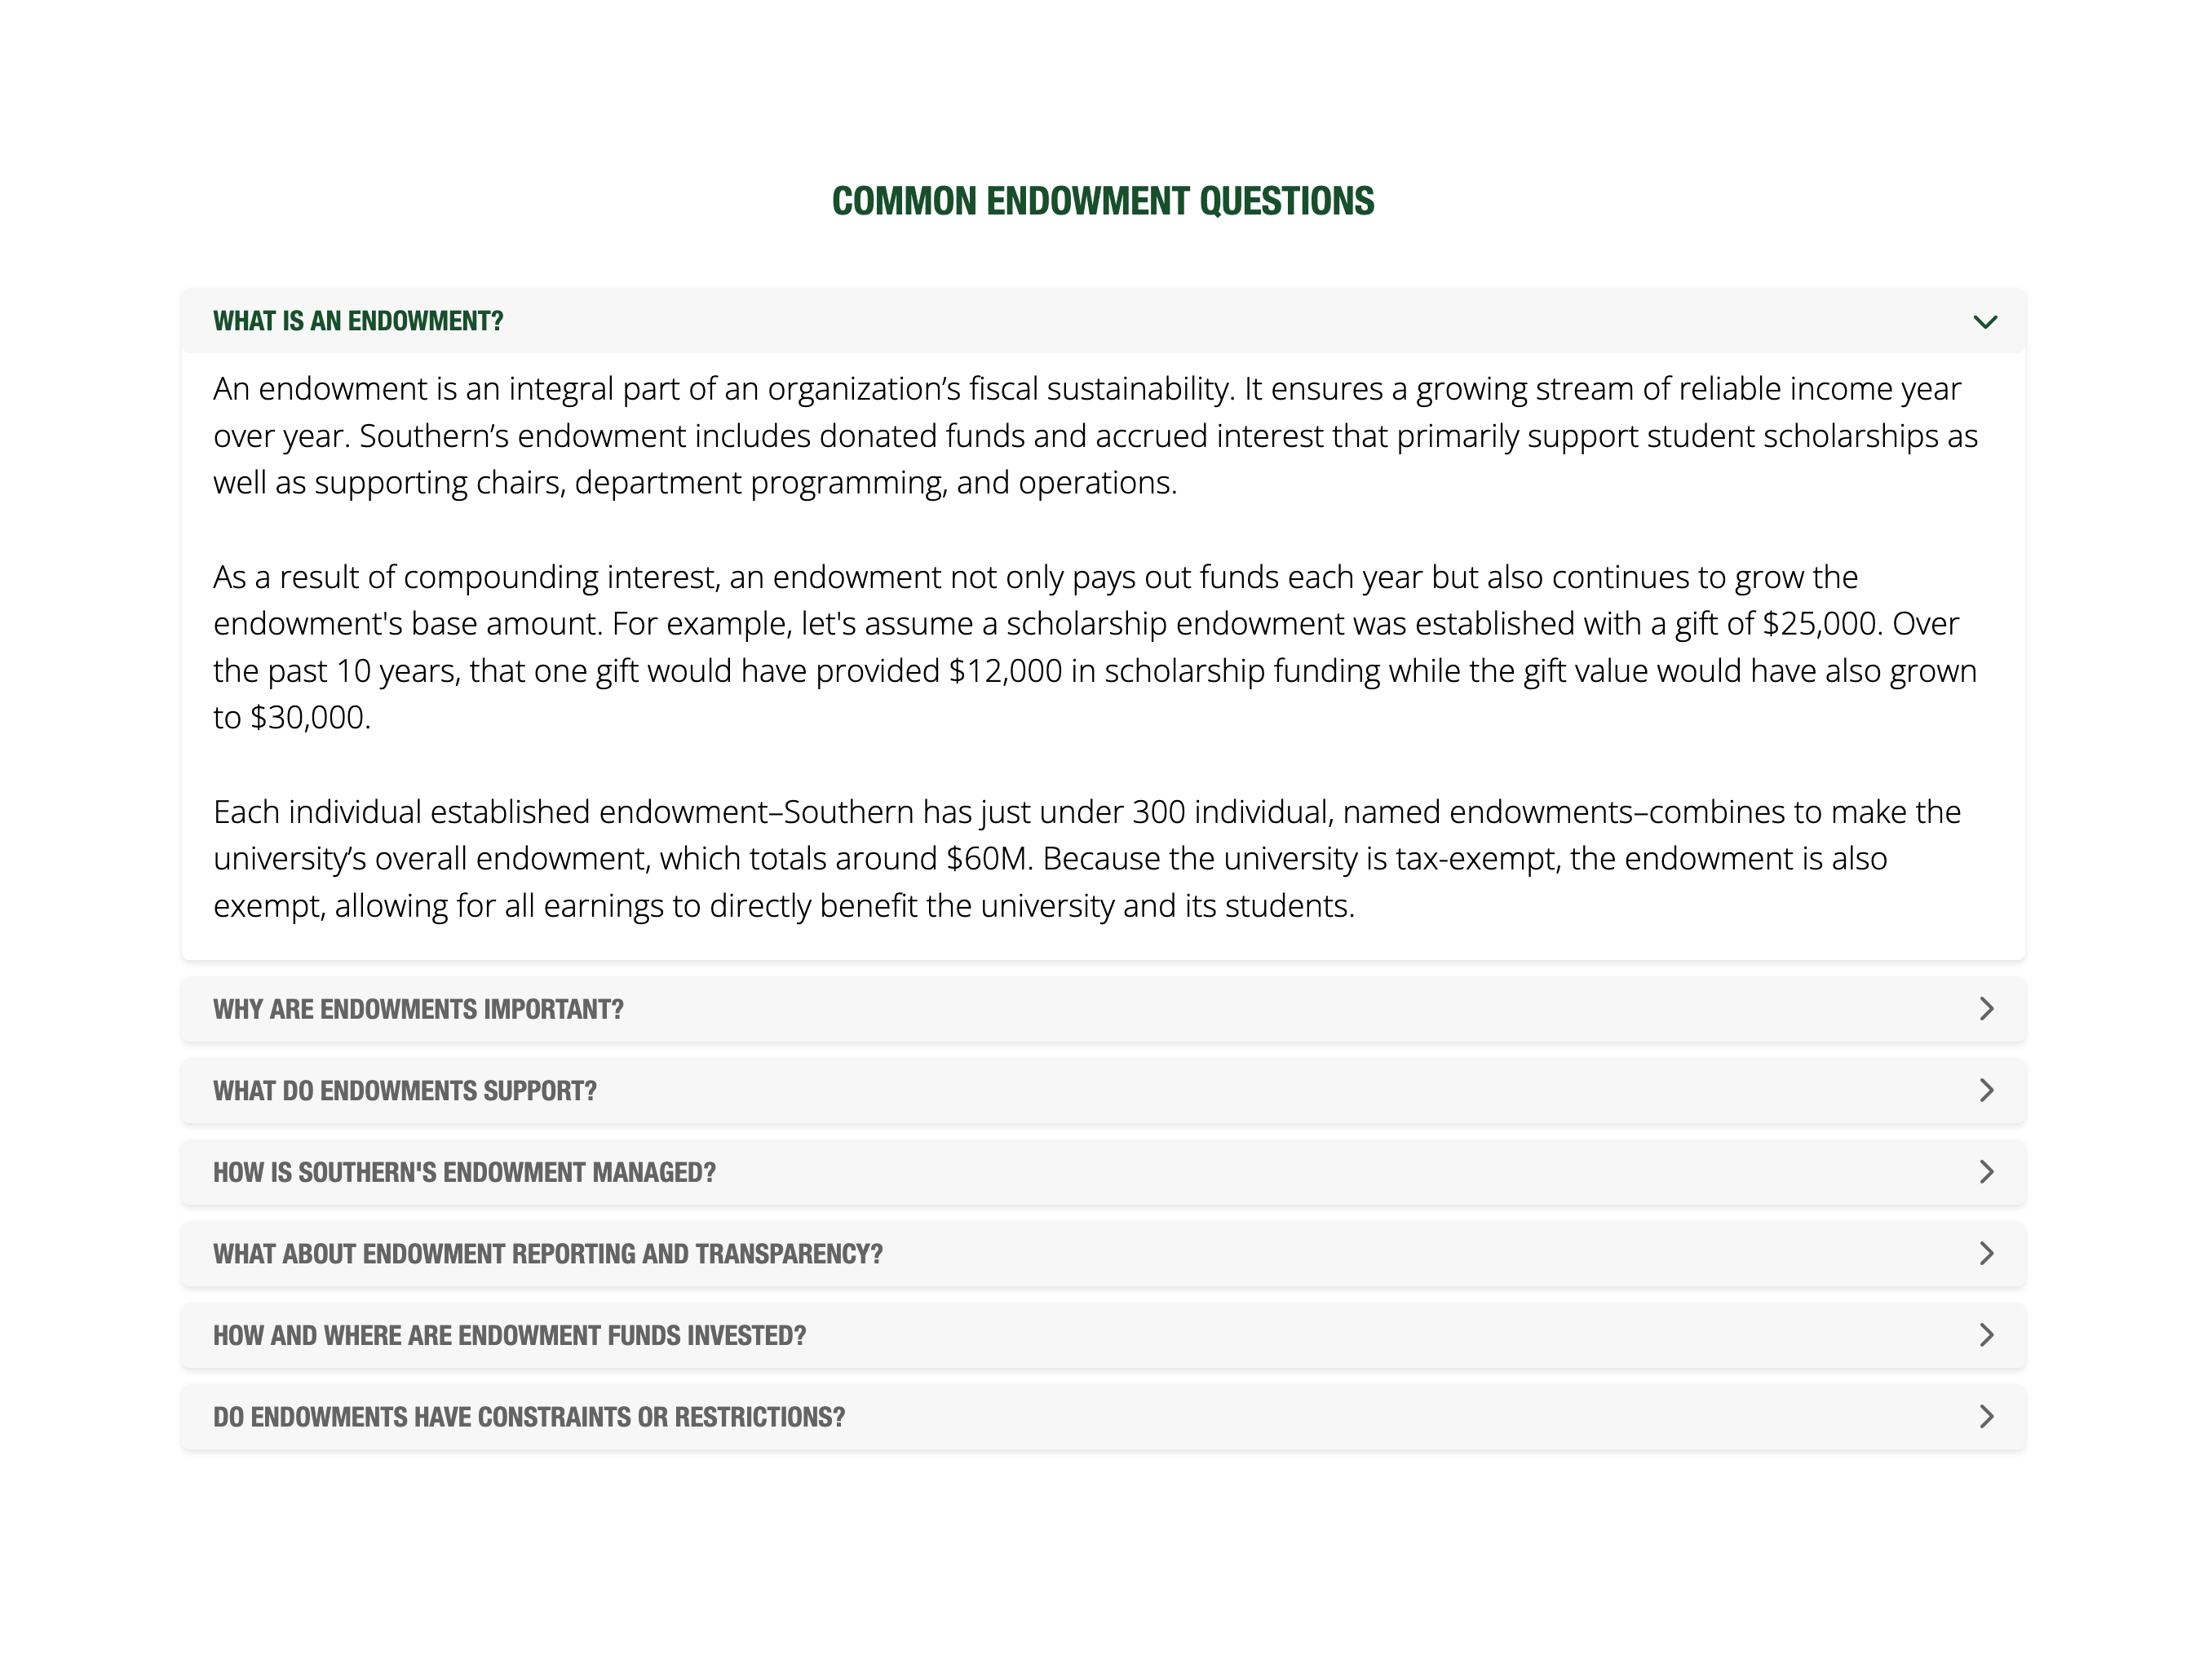 COMMON ENDOWMENT QUESTIONS
WHAT IS AN ENDOWMENT?
An endowment is an integral part of an organization’s fiscal sustainability. It ensures a growing stream of reliable income year
over year. Southern’s endowment includes donated funds and accrued interest that primarily support student scholarships as
well as supporting chairs, department programming, and operations.
As a result of compounding interest, an endowment not only pays out funds each year but also continues to grow the
endowment's base amount. For example, let's assume a scholarship endowment was established with a gift of $25,000. Over
the past 10 years, that one gift would have provided $12,000 in scholarship funding while the gift value would have also grown
to $30,000.
Each individual established endowment–Southern has just under 300 individual, named endowments–combines to make the
university’s overall endowment, which totals around $60M. Because the university is tax-exempt, the endowment is also
exempt, allowing for all earnings to directly benefit the university and its students.
WHY ARE ENDOWMENTS IMPORTANT?
WHAT DO ENDOWMENTS SUPPORT?
HOW IS SOUTHERN'S ENDOWMENT MANAGED?
WHAT ABOUT ENDOWMENT REPORTING AND TRANSPARENCY?
HOW AND WHERE ARE ENDOWMENT FUNDS INVESTED?
DO ENDOWMENTS HAVE CONSTRAINTS OR RESTRICTIONS?